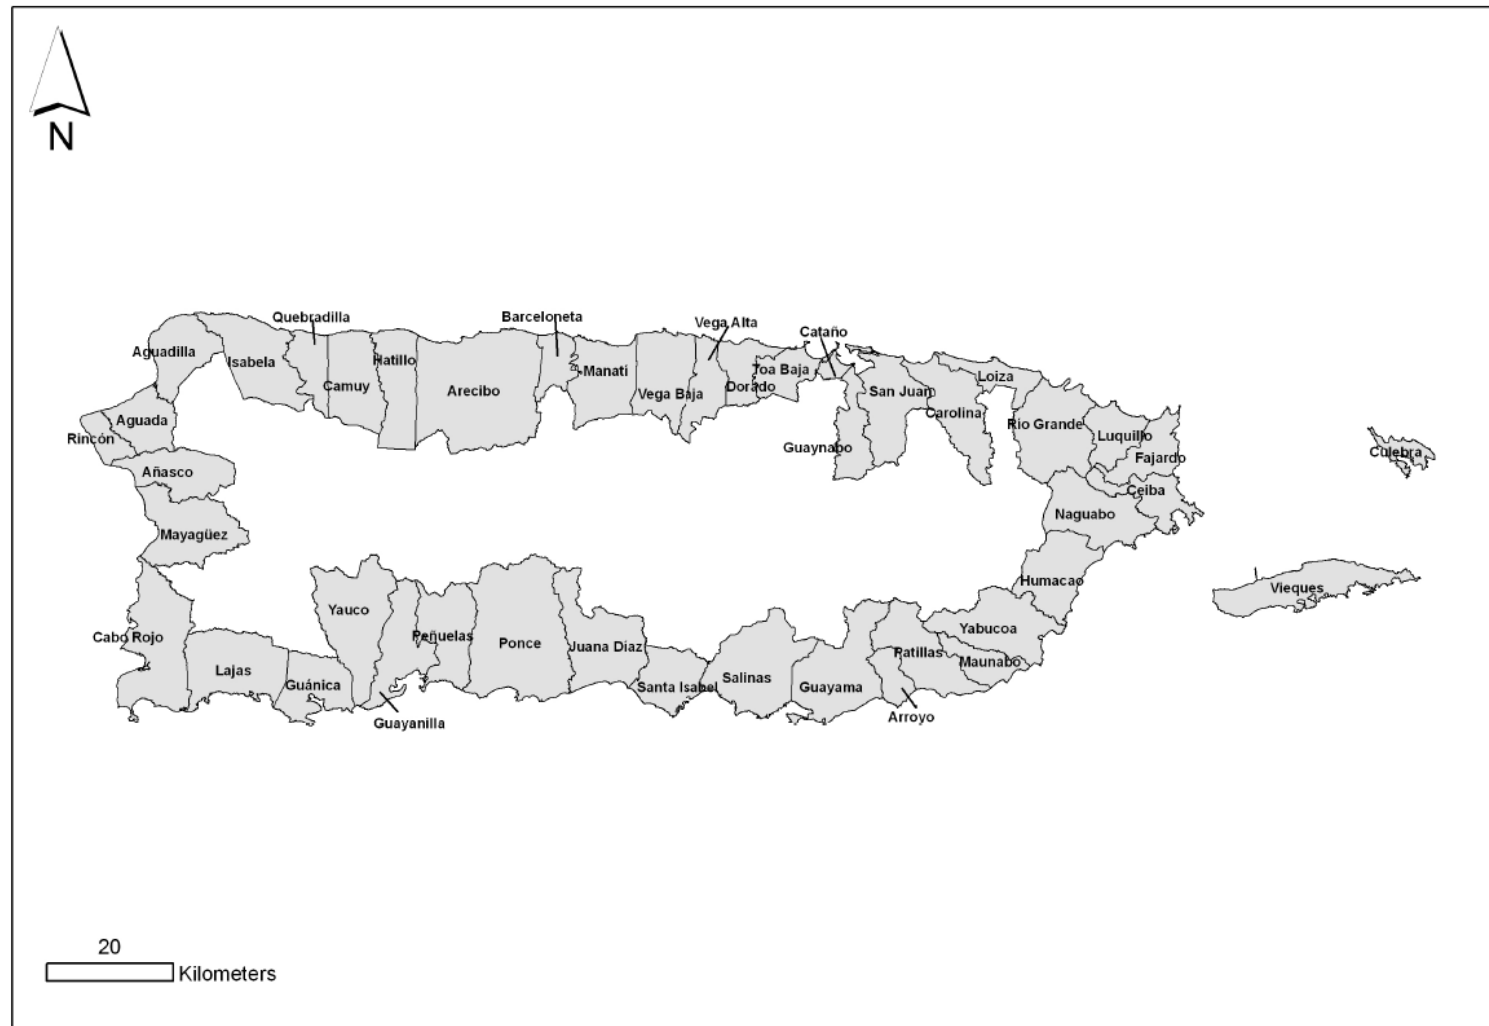 N
Quebradilla
Barceloneta
Vega Alta
Cataño
Aguadilla
Isabela
Hatillo
Camuy
Arecibo
Manatí
Vega Baja
Dorado
Toa Baja
San Juan
Loiza
Carolina
Rio Grande
Luquillo
Fajardo
Guaynabo
Aguada
Rincón
Añasco
Mayagüez
Culebra
Ceiba
Naguabo
Humacao
Vieques
Yauco
Cabo Rojo
Peñuelas
Ponce
Juana Diaz
Yabucoa
Patillas
Maunabo
Lajas
Guánica
Santa Isabel
Salinas
Guayama
Guayanilla
Arroyo
20
Kilometers